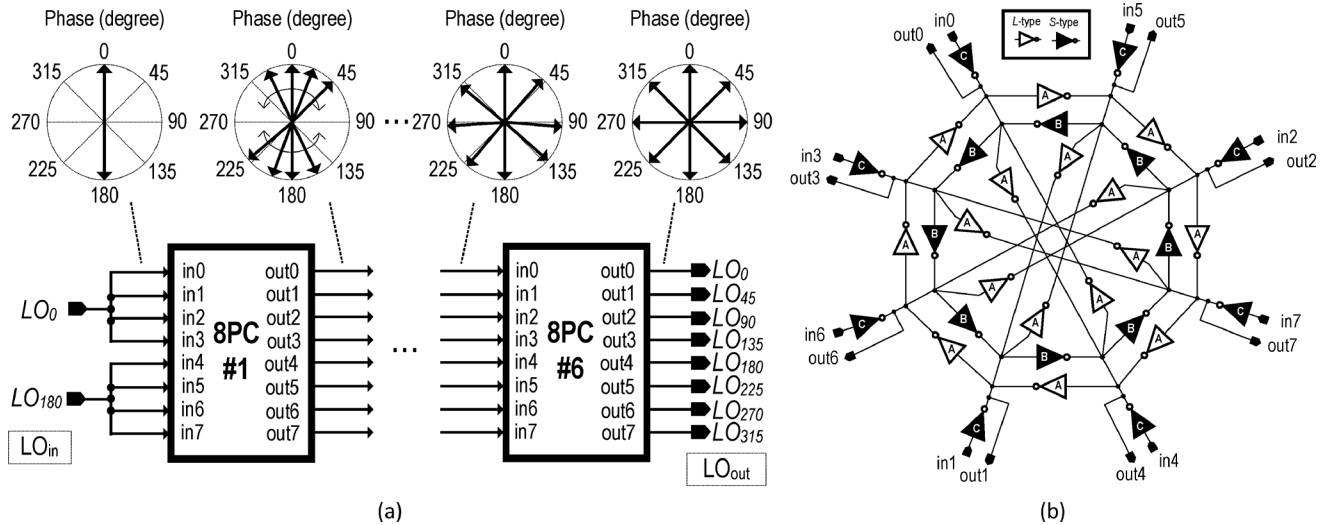 Phase (degree)
Phase (degree)
Phase (degree)
Phase (degree)
0
315
45
270
90
225
135
180
0
315
45
270
90
225
135
180
...
0
315
45
270
90
225
135
180
0
315
45
270
90
225
135
180
LO0
LO180
LOin
in0
in1
in2
in3
in4
in5
in6
in7
8PC
#1
out0
out1
out2
out3
out4
out5
out6
out7
...
in0
in1
in2
in3
in4
in5
in6
in7
8PC
#6
out0
out1
out2
out3
out4
out5
out6
out7
LO0
LO45
LO90
LO135
LO180
LO225
LO270
LO315
LOout
(a)
L-type S-type
in0
out0
in5
out5
in3
out3
in2
out2
in6
out6
in7
out7
in1
out1
out4
in4
C
C
C
C
C
C
C
C
A
A
A
A
A
A
A
A
B
B
B
B
B
B
B
B
A
A
A
A
A
A
A
A
(b)